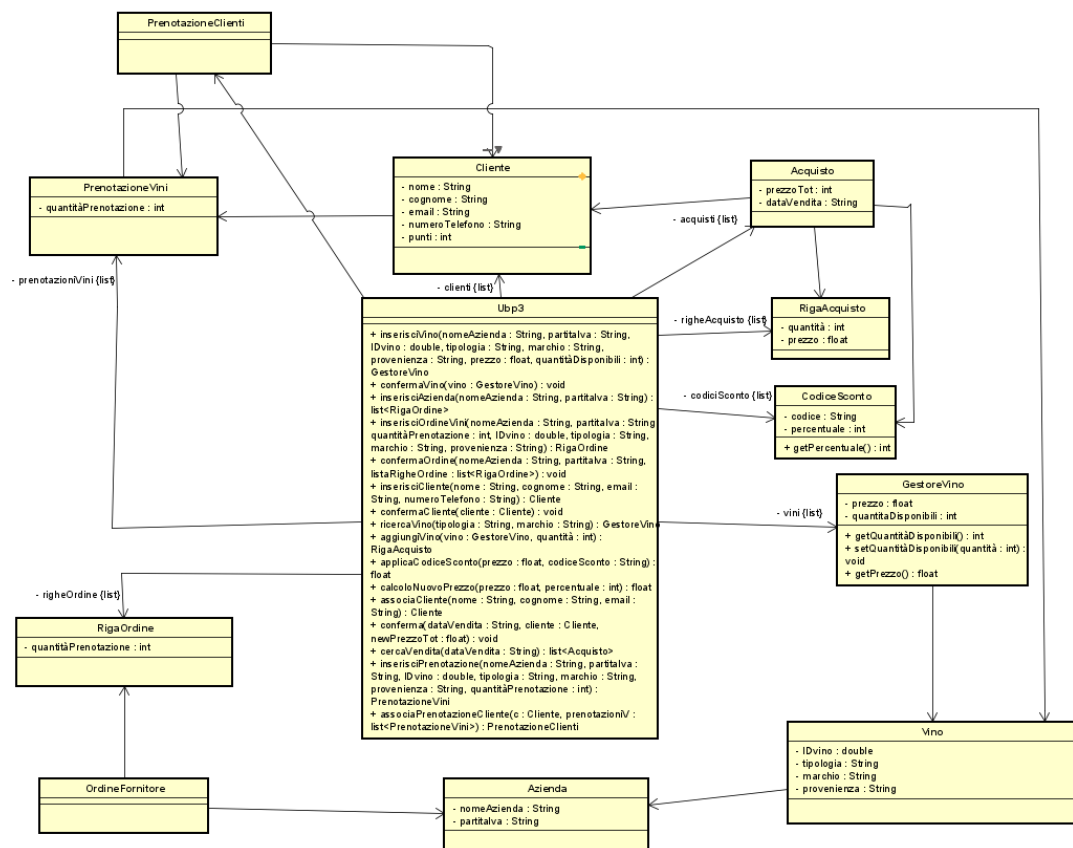 PrenotazioneClienti
PrenotazioneVini
- quantitàPrenotazione : int
Cliente
- nome : String
- cognome : String
- email : String
- numeroTelefono : String
- punti : int
Acquisto
- prezzoTot : int
- dataVendita : String
- acquisti {list}
- prenotazioniVini {list}
- clienti {list}
RigaAcquisto
- quantità : int
- prezzo : float
- righeAcquisto {list}
Ubp3
+ inserisciVino(nomeAzienda : String, partitaIva : String,
IDvino : double, tipologia : String, marchio : String,
provenienza : String, prezzo : float, quantitàDisponibili : int) :
GestoreVino
+ confermaVino(vino : GestoreVino) : void
+ inserisciAzienda(nomeAzienda : String, partitaIva : String) :
list<RigaOrdine>
+ inserisciOrdineVini(nomeAzienda : String, partitaIva : String
quantitàPrenotazione : int, IDvino : double, tipologia : String,
marchio : String, provenienza : String) : RigaOrdine
+ confermaOrdine(nomeAzienda : String, partitaIva : String,
listaRigheOrdine : list<RigaOrdine>) : void
+ inserisciCliente(nome : String, cognome : String, email :
String, numeroTelefono : String) : Cliente
+ confermaCliente(cliente : Cliente) : void
+ ricercaVino(tipologia : String, marchio : String) : GestoreVino
+ aggiungiVino(vino : GestoreVino, quantità : int) :
RigaAcquisto
+ applicaCodiceSconto(prezzo : float, codiceSconto : String) :
float
+ calcoloNuovoPrezzo(prezzo : float, percentuale : int) : float
+ associaCliente(nome : String, cognome : String, email :
String) : Cliente
+ conferma(dataVendita : String, cliente : Cliente,
newPrezzoTot : float) : void
+ cercaVendita(dataVendita : String) : list<Acquisto>
+ inserisciPrenotazione(nomeAzienda : String, partitaIva :
String, IDvino : double, tipologia : String, marchio : String,
provenienza : String, quantitàPrenotazione : int) :
PrenotazioneVini
+ associaPrenotazioneCliente(c : Cliente, prenotazioniV :
list<PrenotazioneVini>) : PrenotazioneClienti
- codiciSconto {list}
CodiceSconto
- codice : String
- percentuale : int
+ getPercentuale() : int
- vini {list}
GestoreVino
- prezzo : float
- quantitaDisponibili : int
+ getQuantitàDisponibili() : int
+ setQuantitàDisponibili(quantità : int) :
void
+ getPrezzo() : float
- righeOrdine {list}
RigaOrdine
- quantitàPrenotazione : int
Vino
- IDvino : double
- tipologia : String
- marchio : String
- provenienza : String
OrdineFornitore
Azienda
- nomeAzienda : String
- partitaIva : String